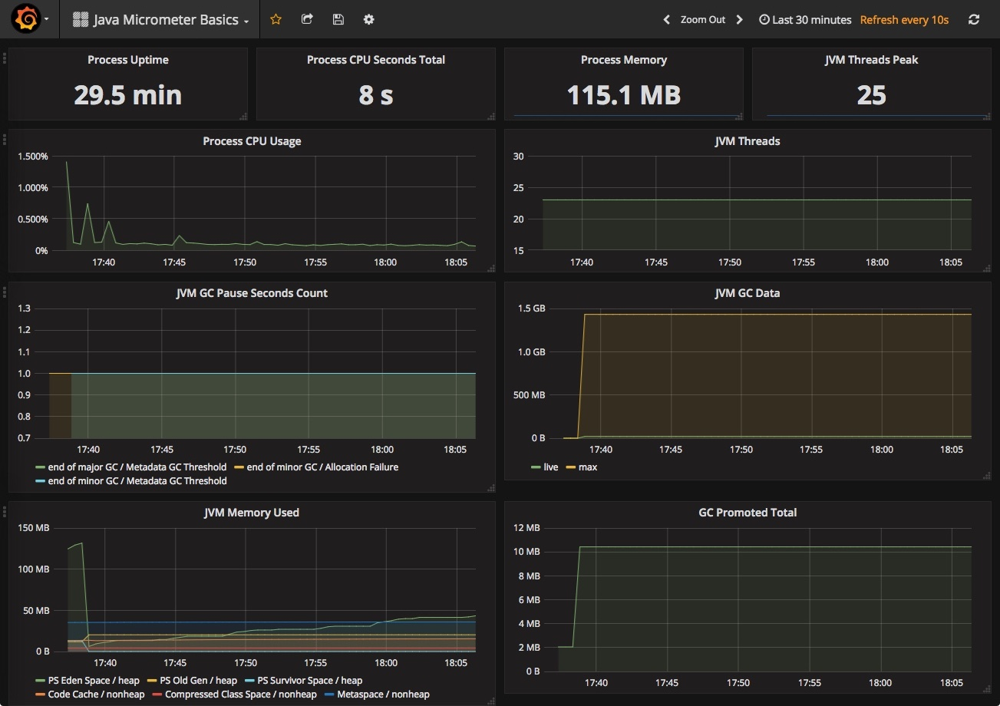 Java Micrometer Basics
Zoom Out
Last 30 minutes Refresh every 10s
Process Uptime
29.5 min
Process CPU Seconds Total
8 s
Process Memory
115.1 MB
JVM Threads Peak
25
Process CPU Usage
1.500%
1.000%
0.500%
0%
17:40 17:45 17:50 17:55 18:00 18:05
JVM Threads
30
25
20
15
17:40 17:45 17:50 17:55 18:00 18:05
JVM GC Pause Seconds Count
1.3
1.2
1.1
1.0
0.9
0.8
0.7
17:40 17:45 17:50 17:55 18:00 18:05
end of major GC / Metadata GC Threshold end of minor GC / Allocation Failure
end of minor GC / Metadata GC Threshold
JVM GC Data
1.5 GB
1.0 GB
500 MB
0 B
17:40 17:45 17:50 17:55 18:00 18:05
live max
JVM Memory Used
150 MB
100 MB
50 MB
0 B
17:40 17:45 17:50 17:55 18:00 18:05
PS Eden Space / heap PS Old Gen / heap PS Survivor Space / heap
Code Cache / nonheap Compressed Class Space / nonheap Metaspace / nonheap
GC Promoted Total
12 MB
10 MB
8 MB
6 MB
4 MB
2 MB
0 B
17:40 17:45 17:50 17:55 18:00 18:05